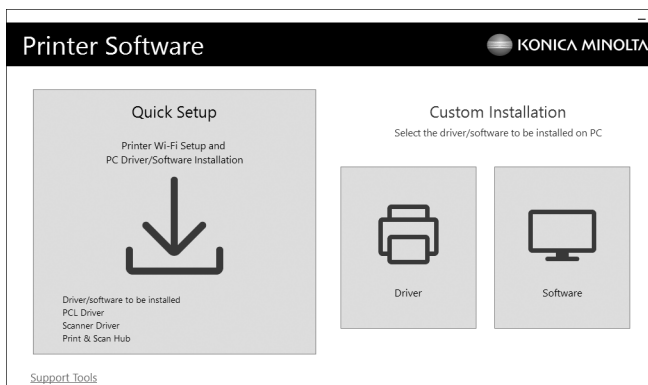 Printer Software
KONICA MINOLTA
Quick Setup
Printer Wi-Fi Setup and
PC Driver/Software Installation
Driver/software to be installed
PCL Driver
Scanner Driver
Print & Scan Hub
Custom Installation
Select the driver/software to be installed on PC
Driver
Software
Support Tools